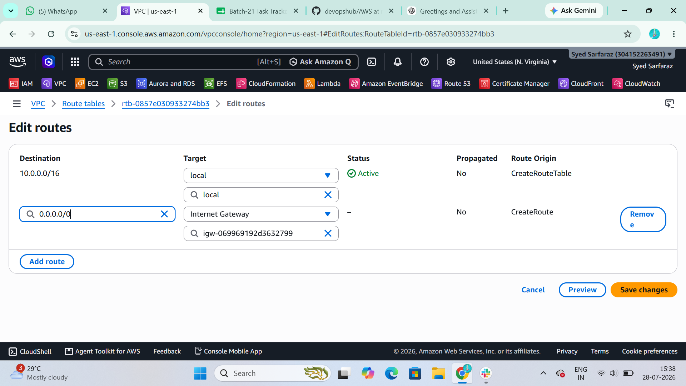 (5) WhatsApp
VPC | us-east-1
Batch-21 Task Tracke
devopshub/AWS at
Greetings and Assis
Ask Gemini
us-east-1.console.aws.amazon.com/vpcconsole/home?region=us-east-1#EditRoutes:RouteTableId=rtb-0857e030933274bb3
aws
Search
[Alt+S]
Ask Amazon Q
United States (N. Virginia)
Syed Sarfaraz (304152263491)
Syed Sarfaraz
IAM
VPC
EC2
S3
Aurora and RDS
EFS
CloudFormation
Lambda
Amazon EventBridge
Route 53
Certificate Manager
CloudFront
CloudWatch
VPC
Route tables
rtb-0857e030933274bb3
Edit routes
Edit routes
Destination
Target
Status
Propagated
Route Origin
10.0.0.0/16
local
Active
No
CreateRouteTable
local
0.0.0.0/0
Internet Gateway
–
No
CreateRoute
Remov
e
igw-069969192d3632799
Add route
Cancel
Preview
Save changes
CloudShell
Agent Toolkit for AWS
Feedback
Console Mobile App
© 2026, Amazon Web Services, Inc. or its affiliates.
Privacy
Terms
Cookie preferences
3
29°C
Mostly cloudy
Search
ENG
IN
15:38
28-07-2026